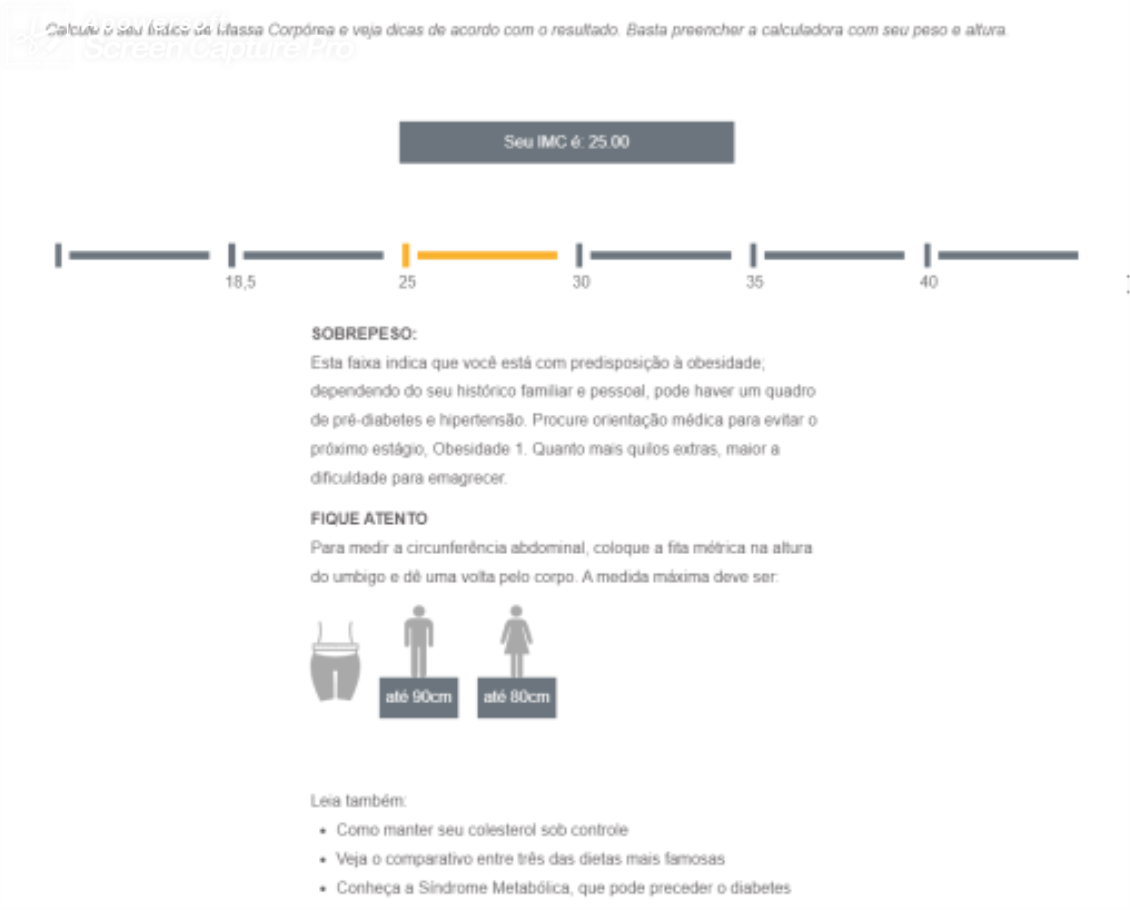 Apowersoft
Screen Capture Pro
Calcule o seu Índice de Massa Corpórea e veja dicas de acordo com o resultado. Basta preencher a calculadora com seu peso e altura.
Seu IMC é: 25.00
18,5 25 30 35 40
SOBREPESO:
Esta faixa indica que você está com predisposição à obesidade;
dependendo do seu histórico familiar e pessoal, pode haver um quadro
de pré-diabetes e hipertensão. Procure orientação médica para evitar o
próximo estágio, Obesidade 1. Quanto mais quilos extras, maior a
dificuldade para emagrecer.
FIQUE ATENTO
Para medir a circunferência abdominal, coloque a fita métrica na altura
do umbigo e dê uma volta pelo corpo. A medida máxima deve ser:
até 90cm até 80cm
Leia também:
• Como manter seu colesterol sob controle
• Veja o comparativo entre três das dietas mais famosas
• Conheça a Síndrome Metabólica, que pode preceder o diabetes